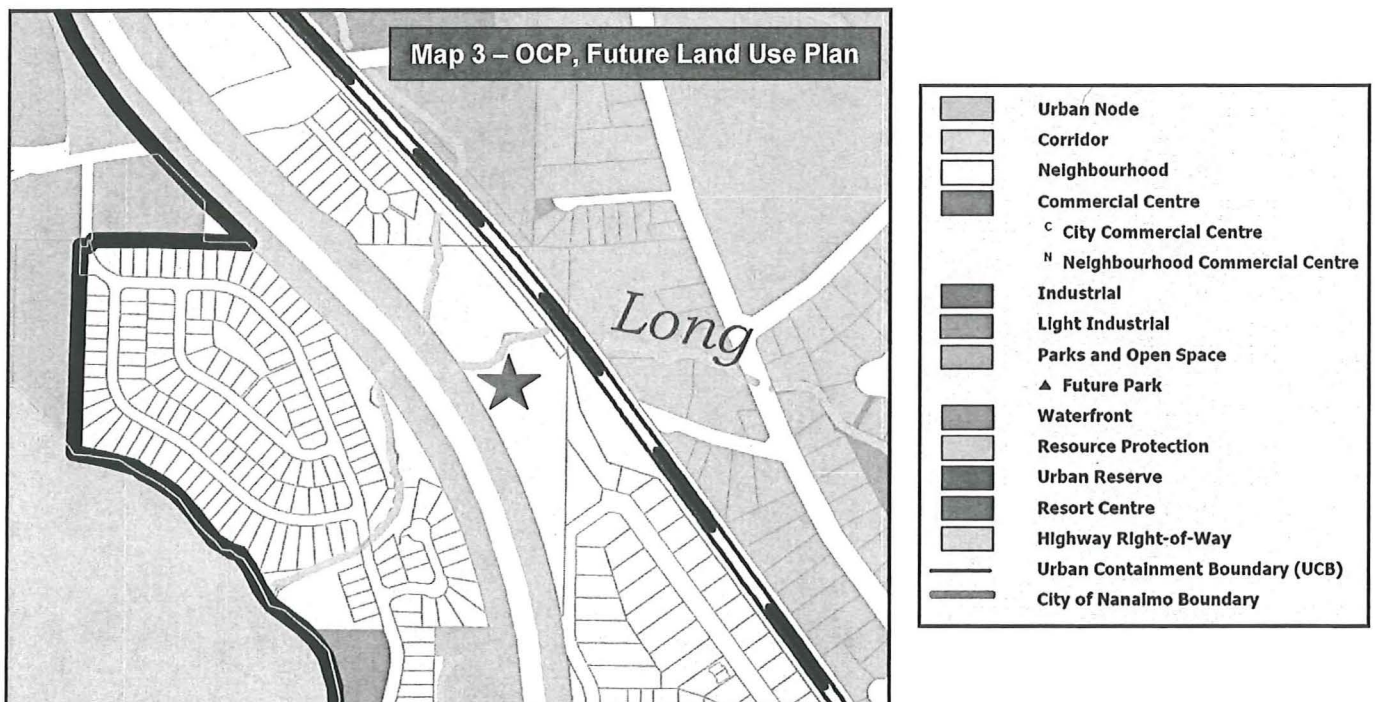 Map 3 – OCP, Future Land Use Plan
Long
Urban Node
Corridor
Neighbourhood
Commercial Centre
C City Commercial Centre
N Neighbourhood Commercial Centre
Industrial
Light Industrial
Parks and Open Space
Future Park
Waterfront
Resource Protection
Urban Reserve
Resort Centre
Highway Right-of-Way
Urban Containment Boundary (UCB)
City of Nanaimo Boundary